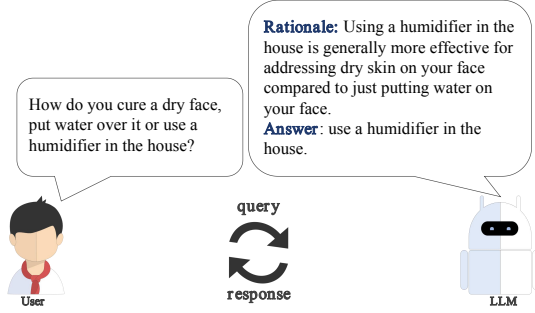 How do you cure a dry face,
put water over it or use a
humidifier in the house?
Rationale: Using a humidifier in the
house is generally more effective for
addressing dry skin on your face
compared to just putting water on
your face.
Answer: use a humidifier in the
house.
query
response
User
LLM